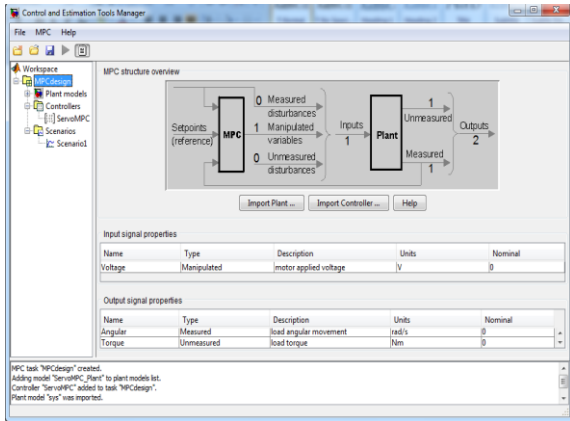 Control and Estimation Tools Manager
File MPC Help
Workspace
MPCdesign
Plant models
Controllers
ServoMPC
Scenarios
Scenario1
MPC structure overview
Setpoints
(reference)
MPC
0 Measured
disturbances
1 Manipulated
variables
0 Unmeasured
disturbances
Inputs
1
Plant
1
Unmeasured
Measured
1
Outputs
2
Import Plant ... Import Controller ... Help
Input signal properties
Name Type Description Units Nominal
Voltage Manipulated motor applied voltage V 0
Output signal properties
Name Type Description Units Nominal
Angular Measured load angular movement rad/s 0
Torque Unmeasured load torque Nm 0
MPC task "MPCdesign" created.
Adding model "ServoMPC_Plant" to plant models list.
Controller "ServoMPC" added to task "MPCdesign".
Plant model "sys" was imported.